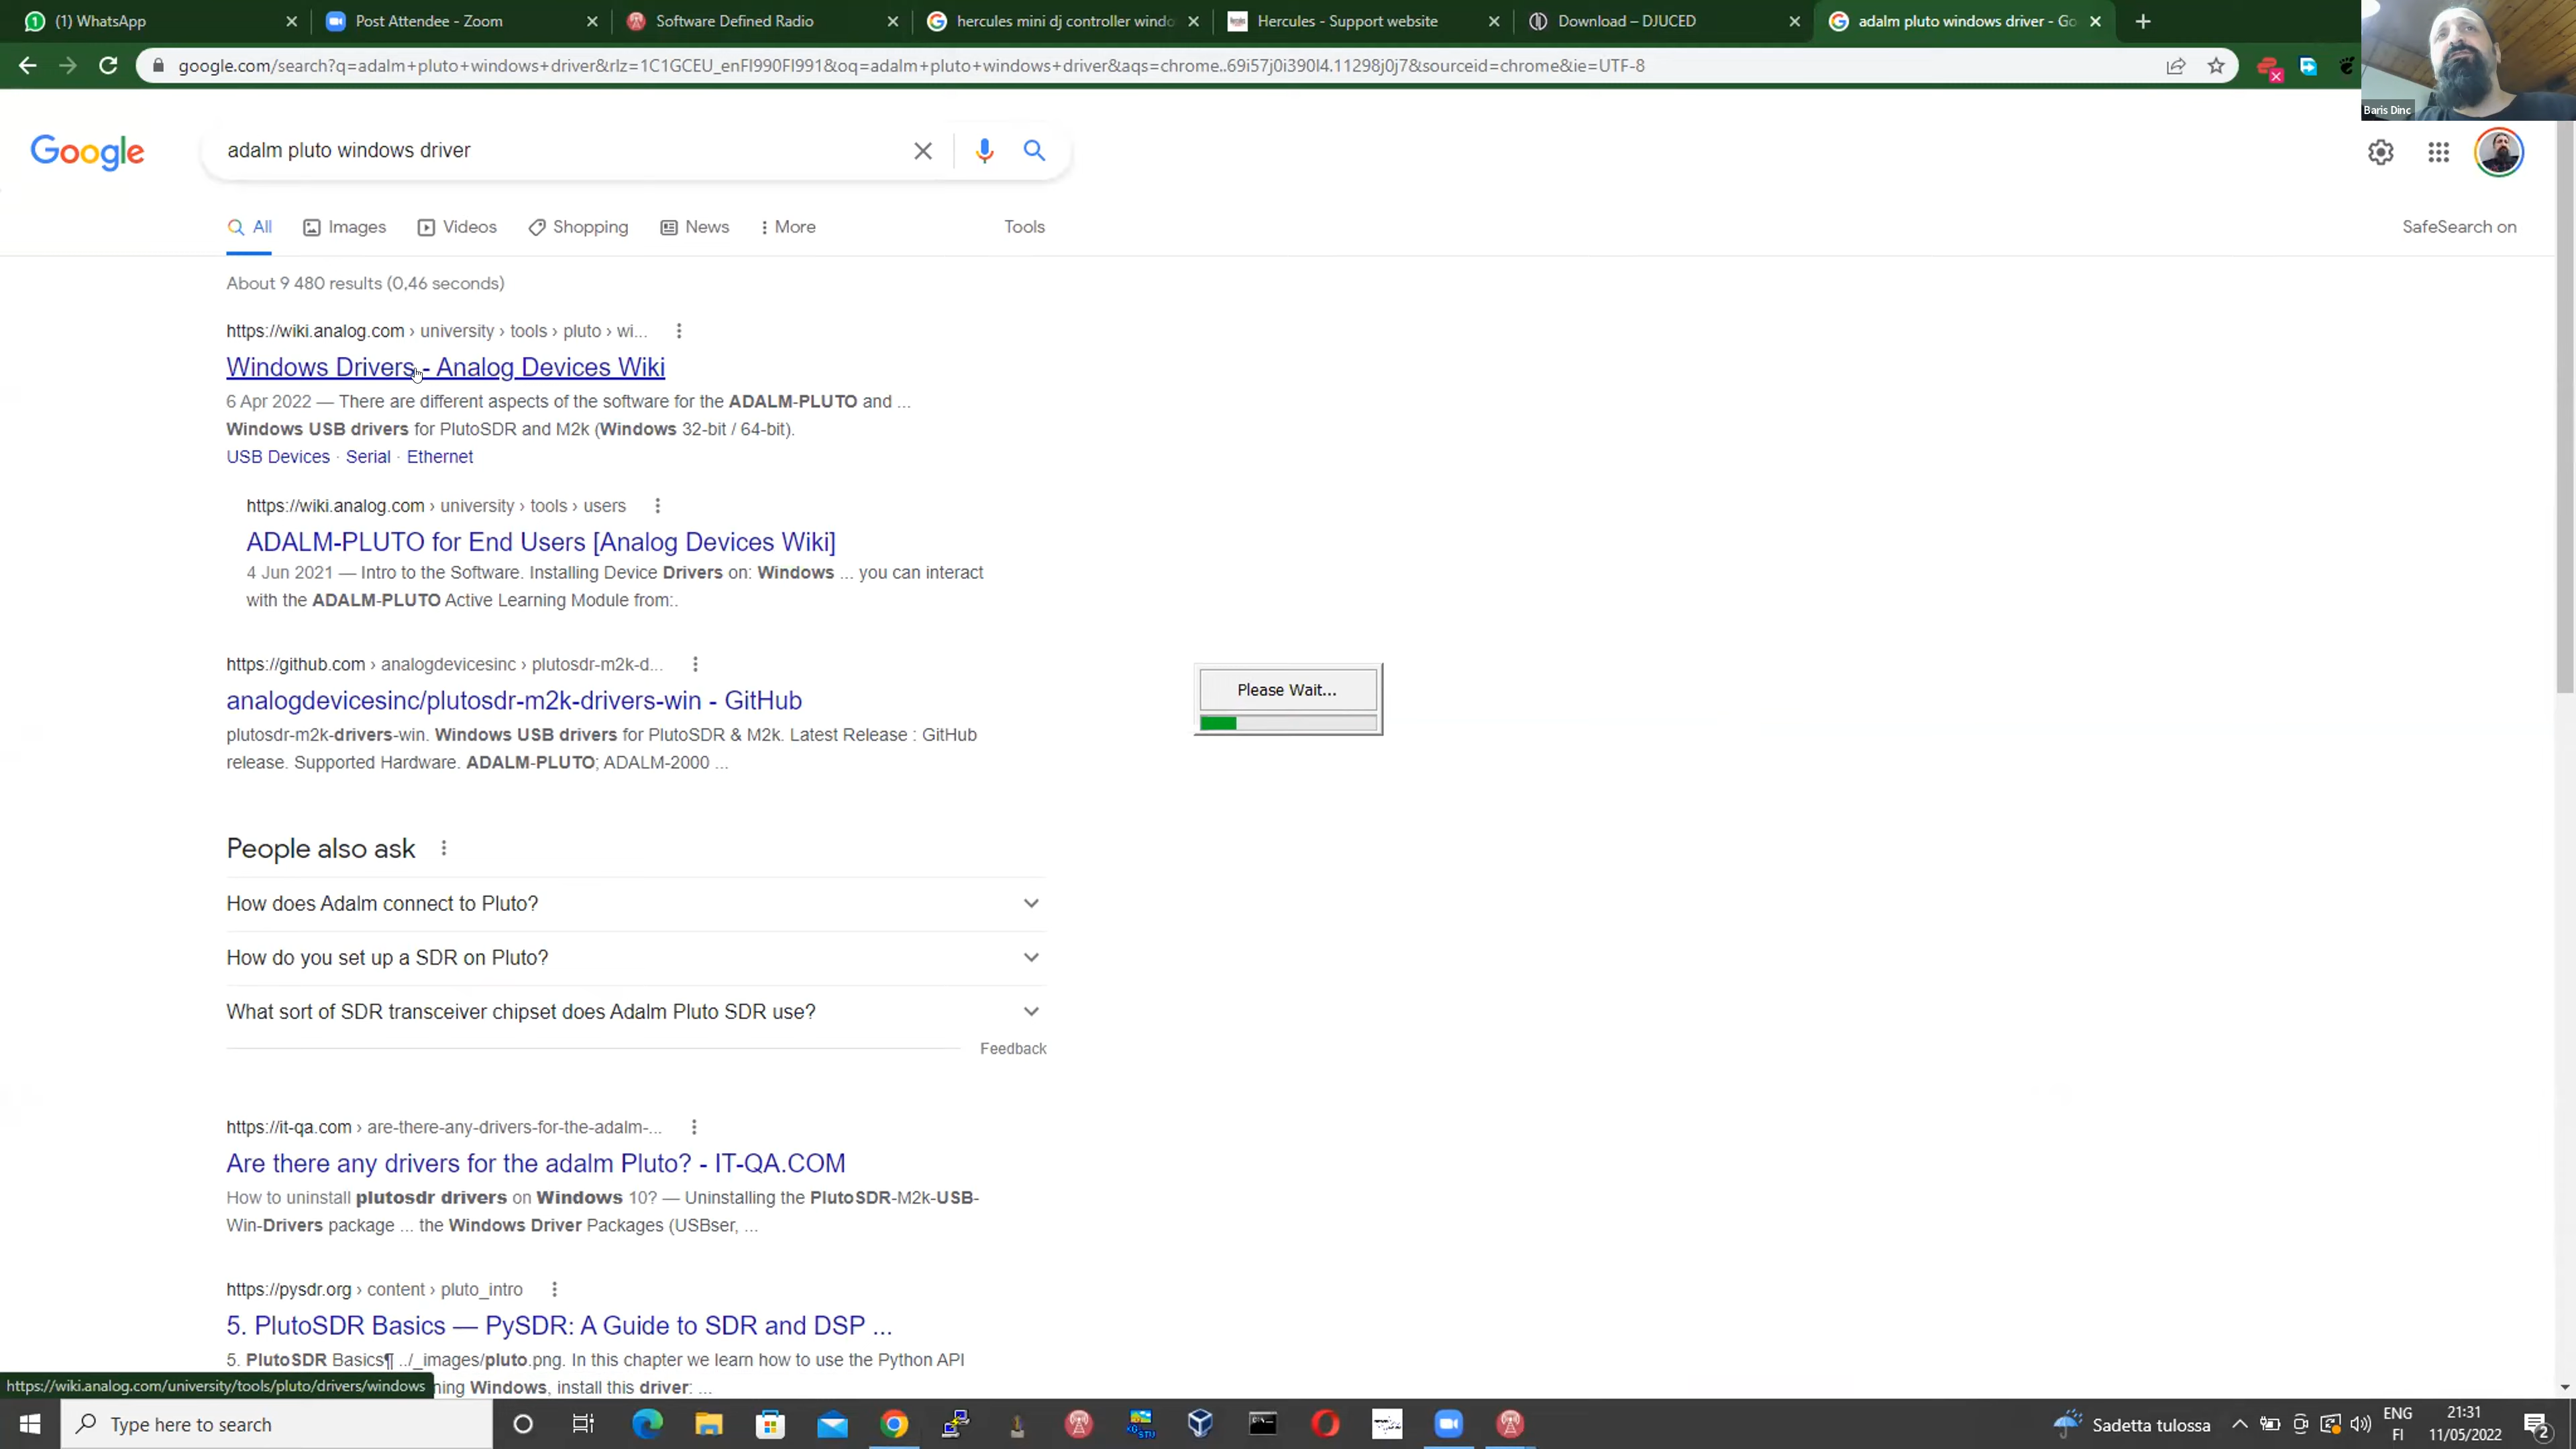 (1) WhatsApp
Post Attendee - Zoom
Software Defined Radio
hercules mini dj controller windo
Hercules - Support website
Download – DJUCED
adalm pluto windows driver - Go
google.com/search?q=adalm+pluto+windows+driver&rlz=1C1GCEU_enFI990FI991&oq=adalm+pluto+windows+driver&aqs=chrome..69i57j0i390l4.11298j0j7&sourceid=chrome&ie=UTF-8
Baris Dinc
Google
adalm pluto windows driver
All
Images
Videos
Shopping
News
More
Tools
SafeSearch on
About 9 480 results (0,46 seconds)
https://wiki.analog.com › university › tools › pluto › wi...
Windows Drivers - Analog Devices Wiki
6 Apr 2022 — There are different aspects of the software for the ADALM-PLUTO and ...
Windows USB drivers for PlutoSDR and M2k (Windows 32-bit / 64-bit).
USB Devices · Serial · Ethernet
https://wiki.analog.com › university › tools › users
ADALM-PLUTO for End Users [Analog Devices Wiki]
4 Jun 2021 — Intro to the Software. Installing Device Drivers on: Windows ... you can interact
with the ADALM-PLUTO Active Learning Module from:.
https://github.com › analogdevicesinc › plutosdr-m2k-d...
analogdevicesinc/plutosdr-m2k-drivers-win - GitHub
plutosdr-m2k-drivers-win. Windows USB drivers for PlutoSDR & M2k. Latest Release : GitHub
release. Supported Hardware. ADALM-PLUTO; ADALM-2000 ...
Please Wait...
People also ask
How does Adalm connect to Pluto?
How do you set up a SDR on Pluto?
What sort of SDR transceiver chipset does Adalm Pluto SDR use?
Feedback
https://it-qa.com › are-there-any-drivers-for-the-adalm-...
Are there any drivers for the adalm Pluto? - IT-QA.COM
How to uninstall plutosdr drivers on Windows 10? — Uninstalling the PlutoSDR-M2k-USB-
Win-Drivers package ... the Windows Driver Packages (USBser, ...
https://pysdr.org › content › pluto_intro
5. PlutoSDR Basics — PySDR: A Guide to SDR and DSP ...
5. PlutoSDR Basics¶ ../_images/pluto.png. In this chapter we learn how to use the Python API
https://wiki.analog.com/university/tools/pluto/drivers/windows
ning Windows, install this driver: ...
Type here to search
Sadetta tulossa
ENG
FI
21:31
11/05/2022
2